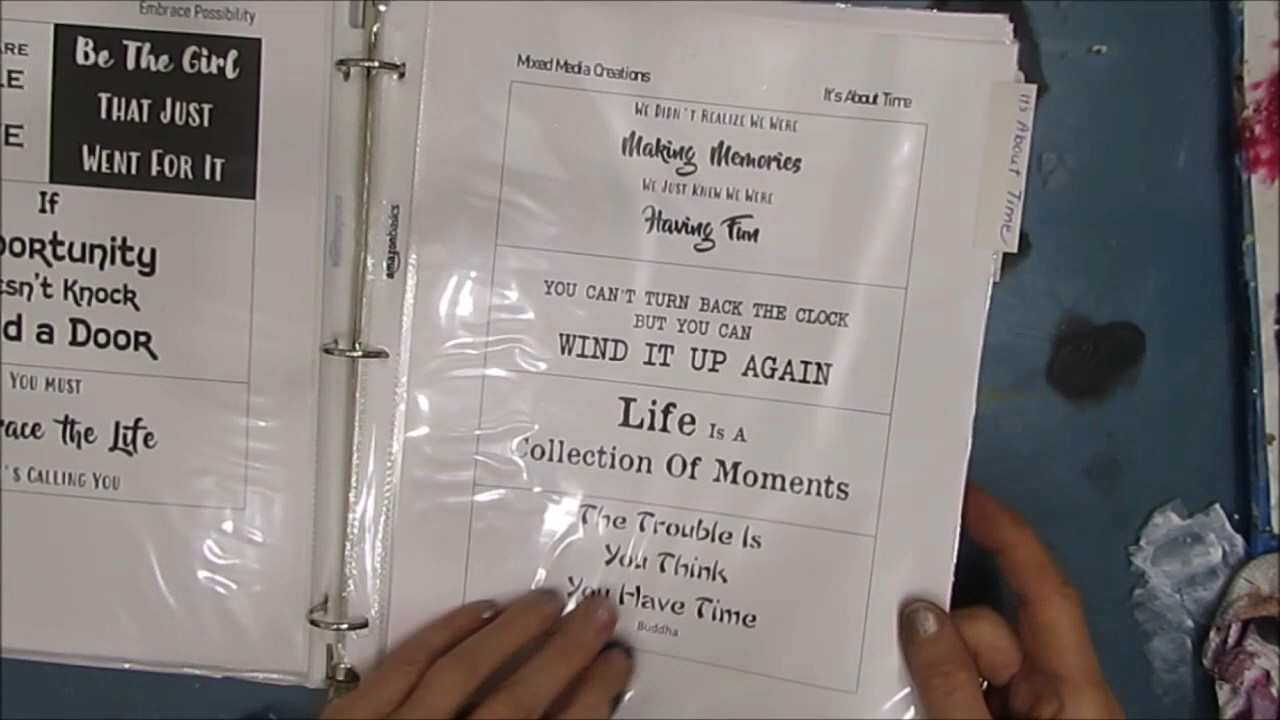 Embrace Possibility
ARE
LE
E
Be The Girl
That Just
Went For It
If
portunity
sn't Knock
d a Door
You must
race the Life
's Calling You
amazonbasics
Mixed Media Creations
It's About Time
We Didn't Realize We Were
Making Memories
We Just Knew We Were
Having Fun
YOU CAN'T TURN BACK THE CLOCK
BUT YOU CAN
WIND IT UP AGAIN
Life Is A
Collection Of Moments
The Trouble Is
You Think
You Have Time
Buddha
It's About Time